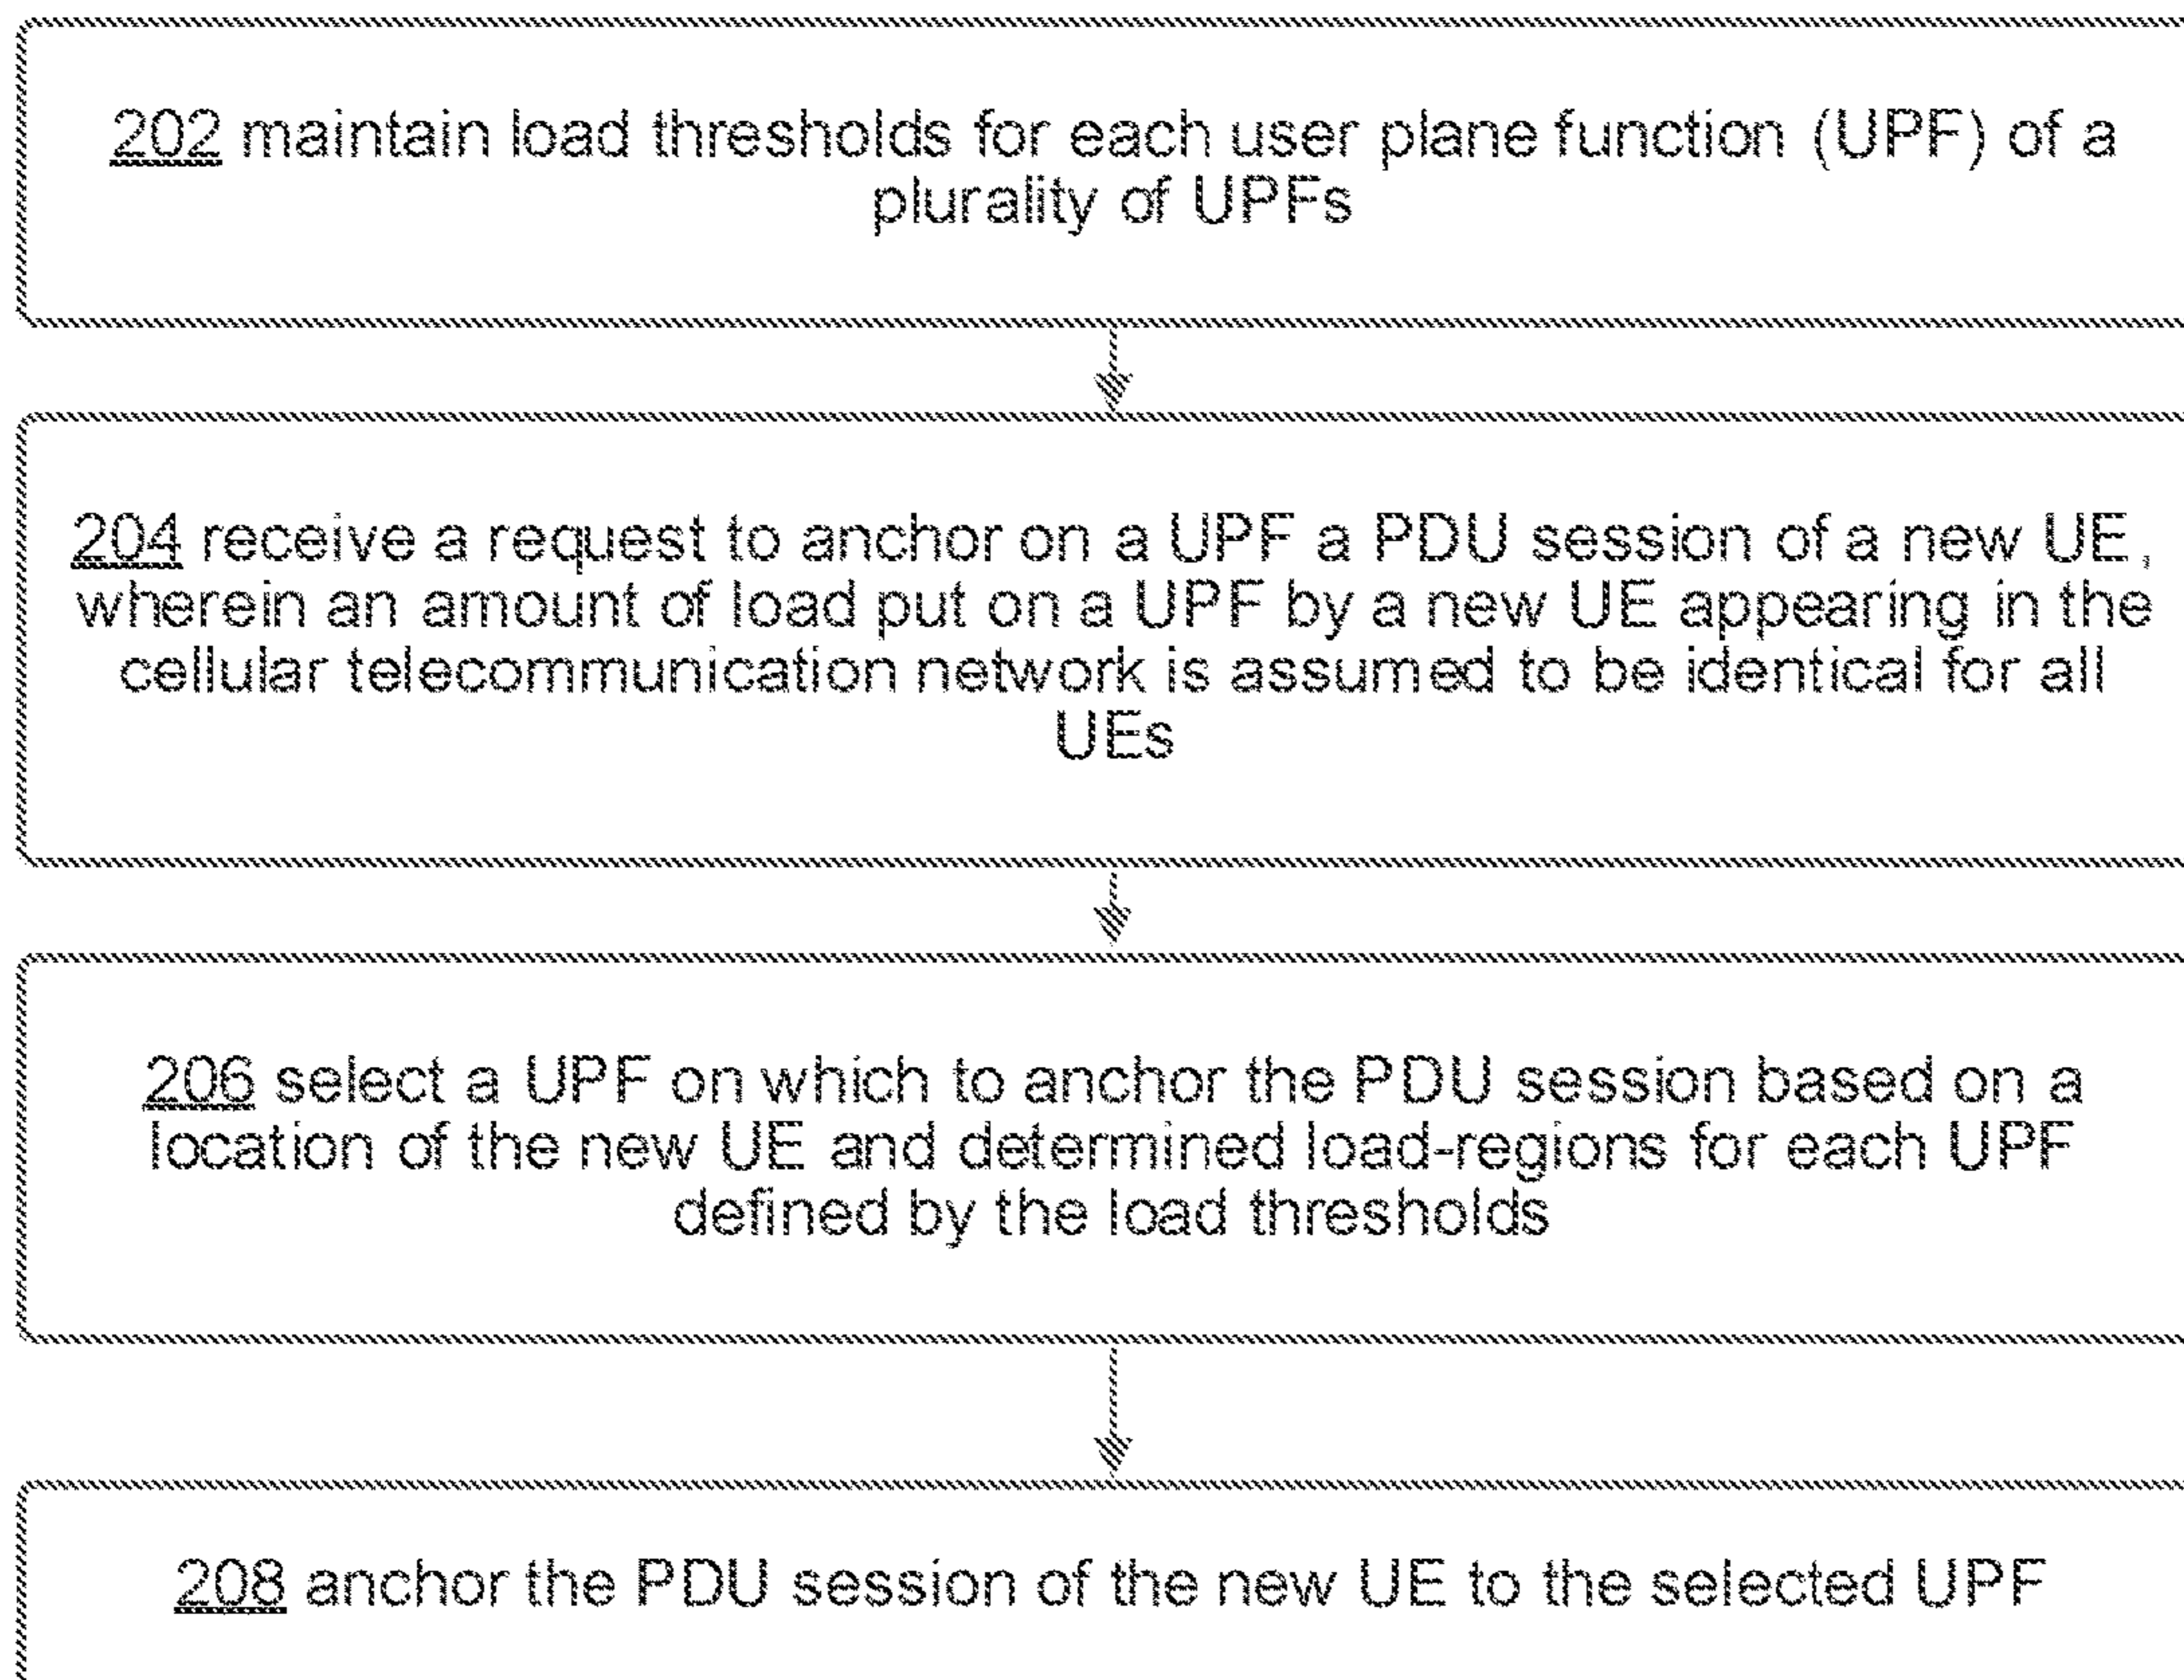 202 maintain load thresholds for each user plane function (UPF) of a
plurality of UPFs
204 receive a request to anchor on a UPF a PDU session of a new UE,
wherein an amount of load put on a UPF by a new UE appearing in the
cellular telecommunication network is assumed to be identical for all
UEs
206 select a UPF on which to anchor the PDU session based on a
location of the new UE and determined load-regions for each UPF
defined by the load thresholds
208 anchor the PDU session of the new UE to the selected UPF